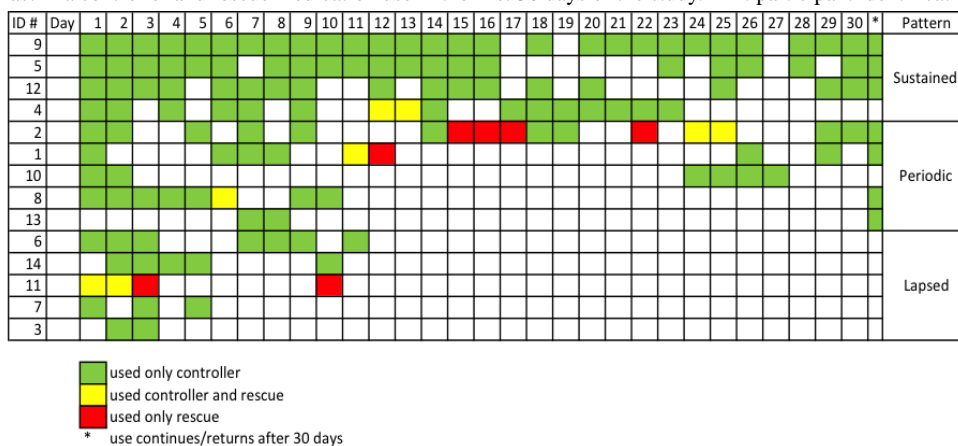 ID # Day 1 2 3 4 5 6 7 8 9 10 11 12 13 14 15 16 17 18 19 20 21 22 23 24 25 26 27 28 29 30 * Pattern
9
5
Sustained
12
4
2
1
10 Periodic
8
13
6
14
11 Lapsed
7
3
used only controller
used controller and rescue
used only rescue
* use continues/returns after 30 days